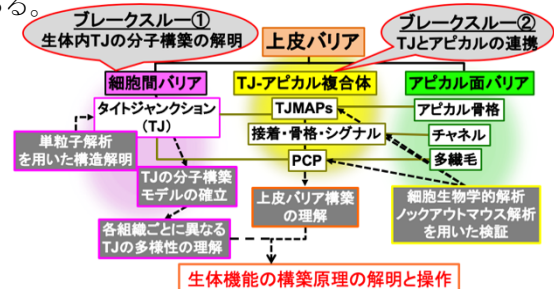 ある。
ブレークスルー①
生体内TJの分子構築の解明
ブレークスルー②
TJとアピカルの連携
上皮バリア
細胞間バリア
TJ-アピカル複合体
アピカル面バリア
タイトジャンクション
(TJ)
TJMAPs
アピカル骨格
接着・骨格・シグナル
チャネル
PCP
多繊毛
単粒子解析
を用いた構造解明
TJの分子構築
モデルの確立
上皮バリア構築
の理解
細胞生物学的解析
ノックアウトマウス解析
を用いた検証
各組織ごとに異なる
TJの多様性の理解
生体機能の構築原理の解明と操作